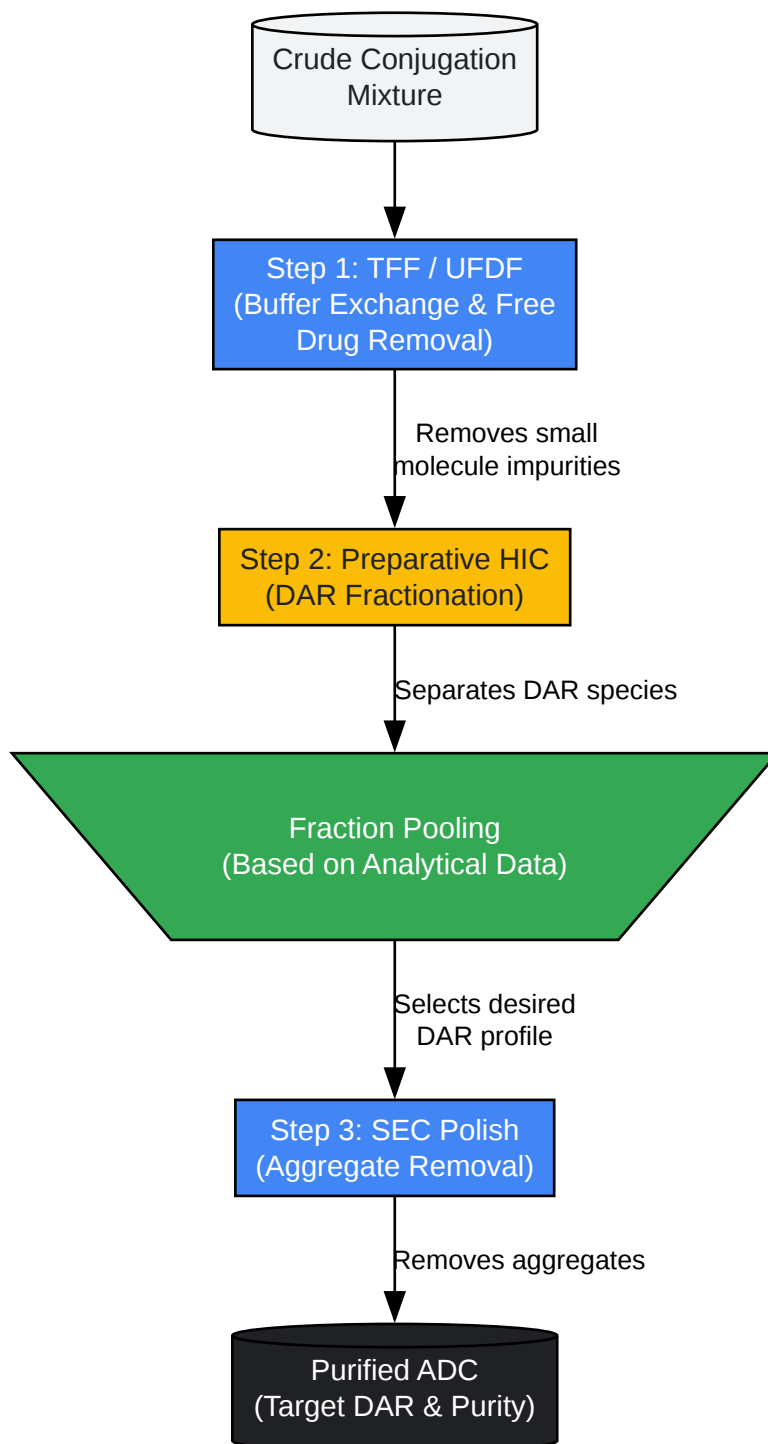 Crude Conjugation
Mixture
Step 1: TFF / UFDF
(Buffer Exchange & Free
Drug Removal)
Removes small
molecule impurities
Step 2: Preparative HIC
(DAR Fractionation)
Separates DAR species
Fraction Pooling
(Based on Analytical Data)
Selects desired
DAR profile
Step 3: SEC Polish
(Aggregate Removal)
Removes aggregates
Purified ADC
(Target DAR & Purity)